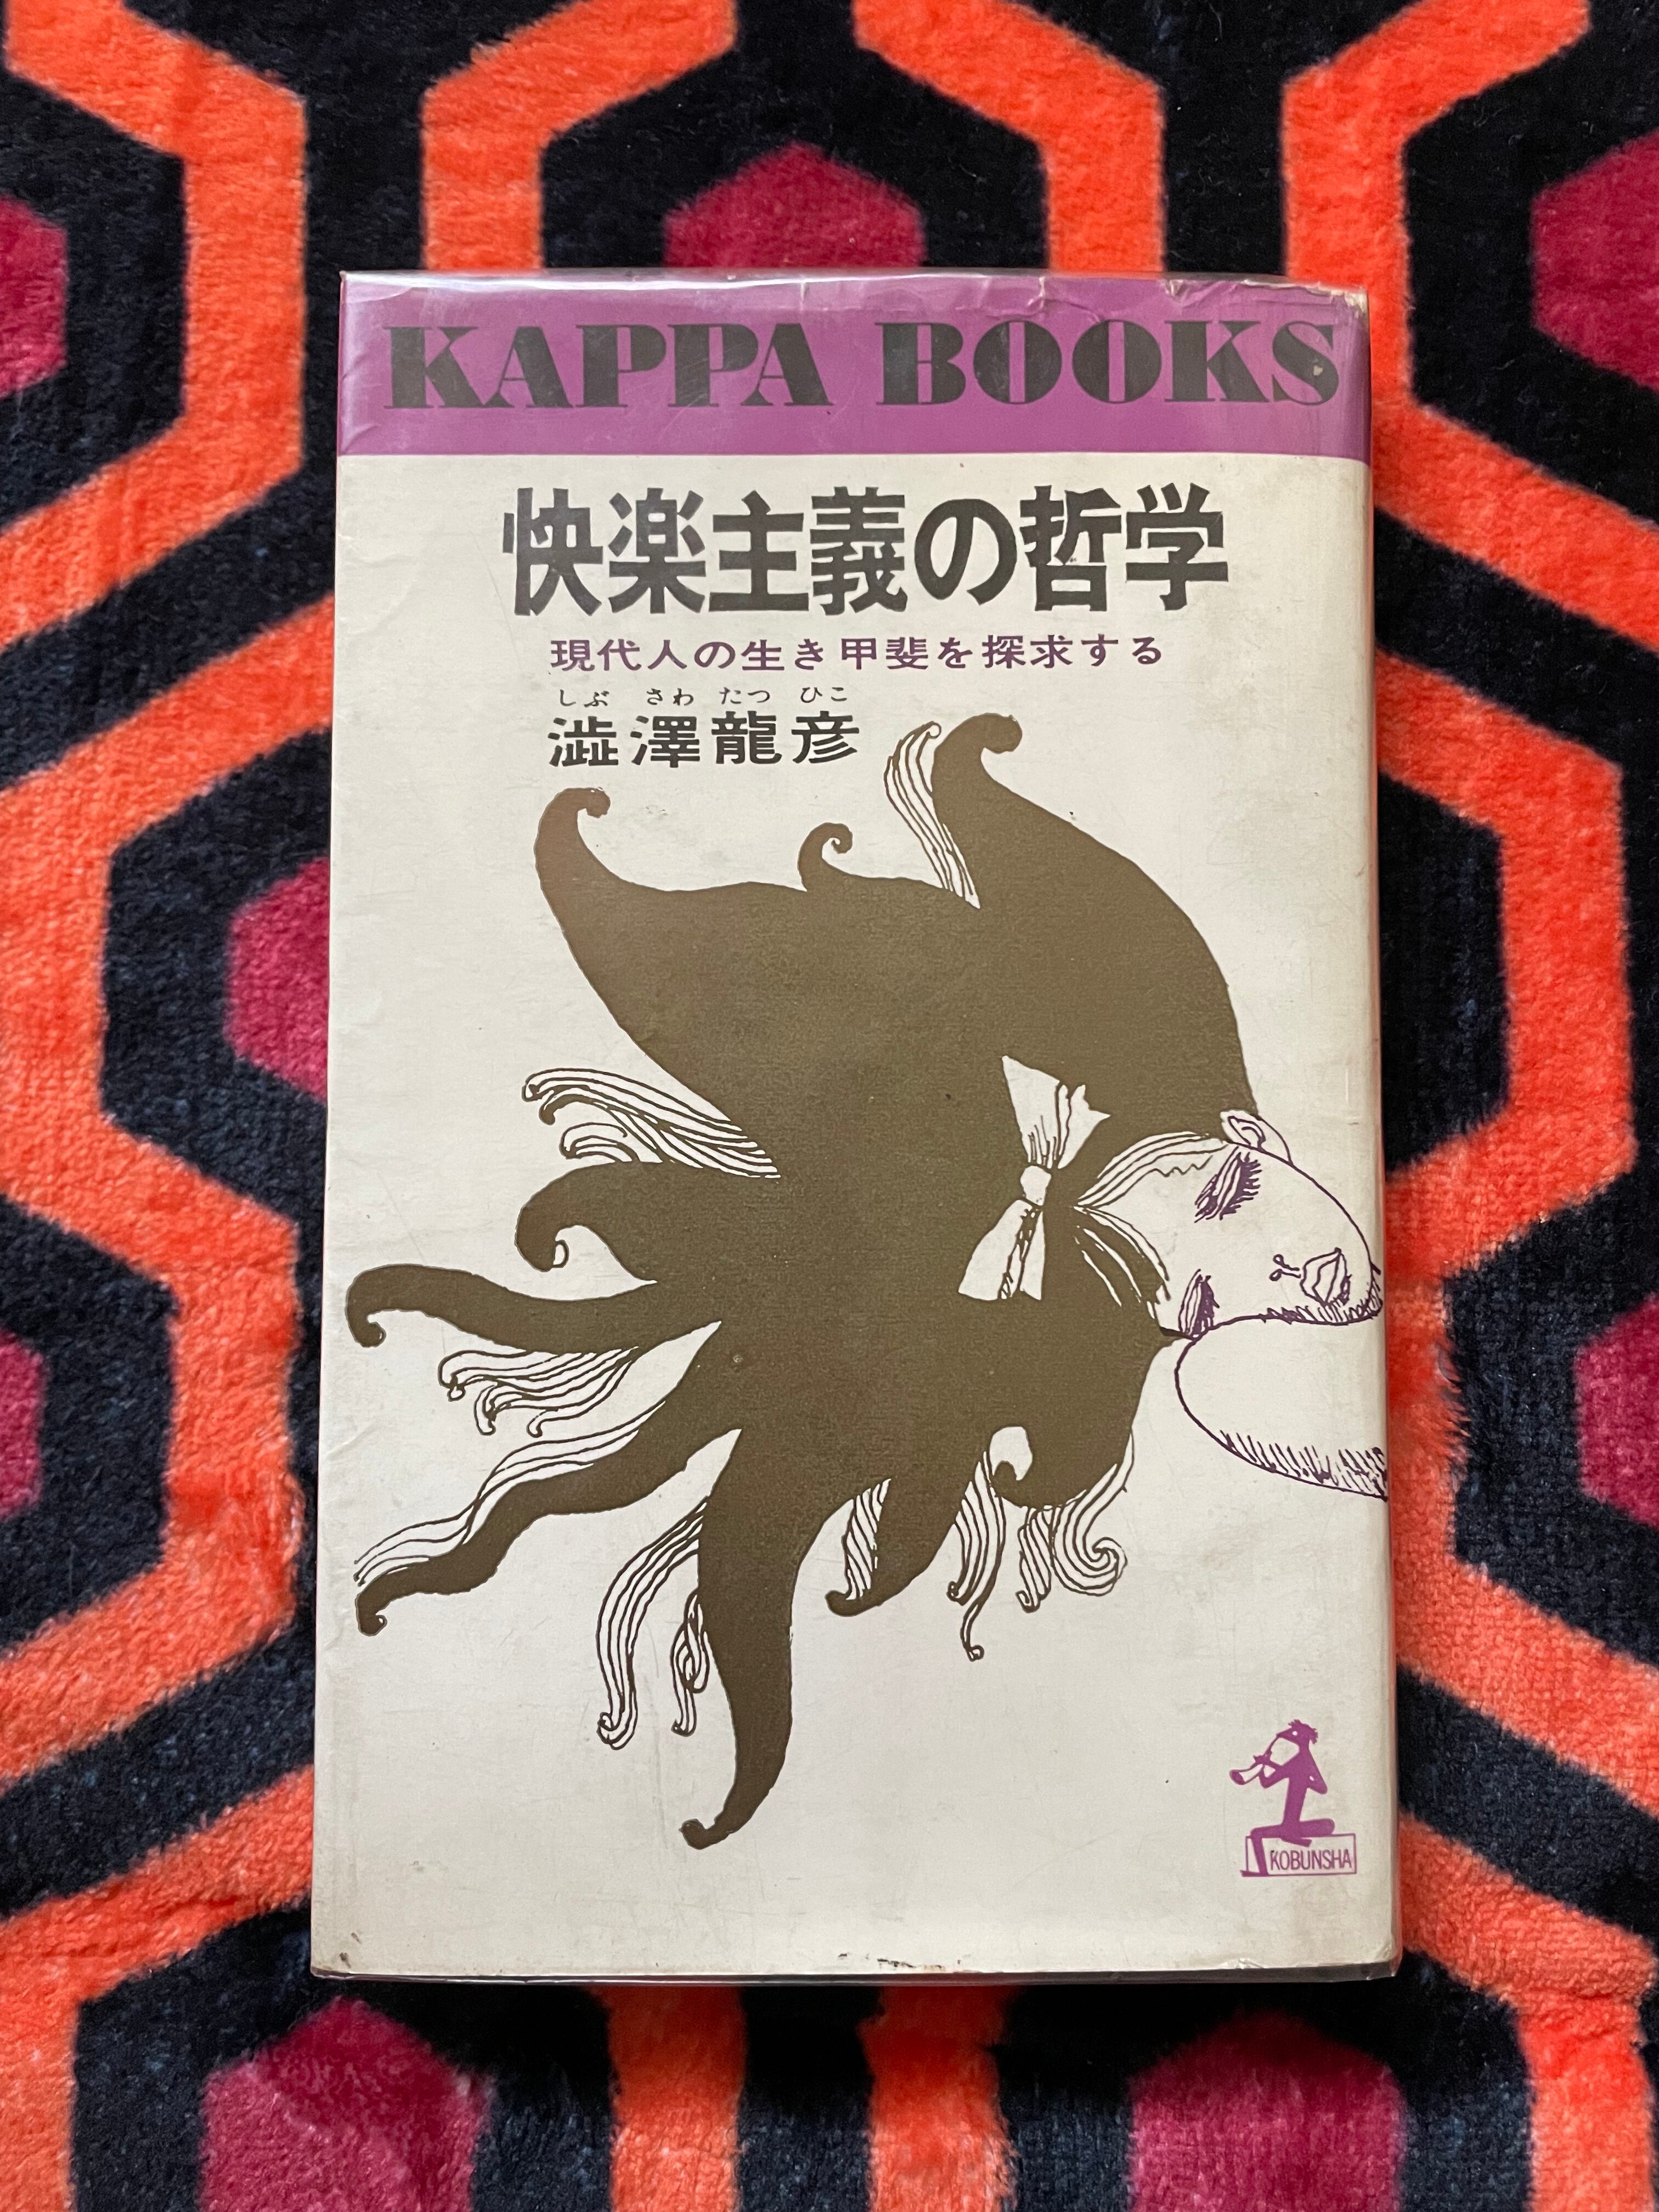 KAPPA BOOKS
快楽主義の哲学
現代人の生き甲斐を探求する
しぶ さわ たつ ひこ
澁澤龍彦
KOBUNSHA